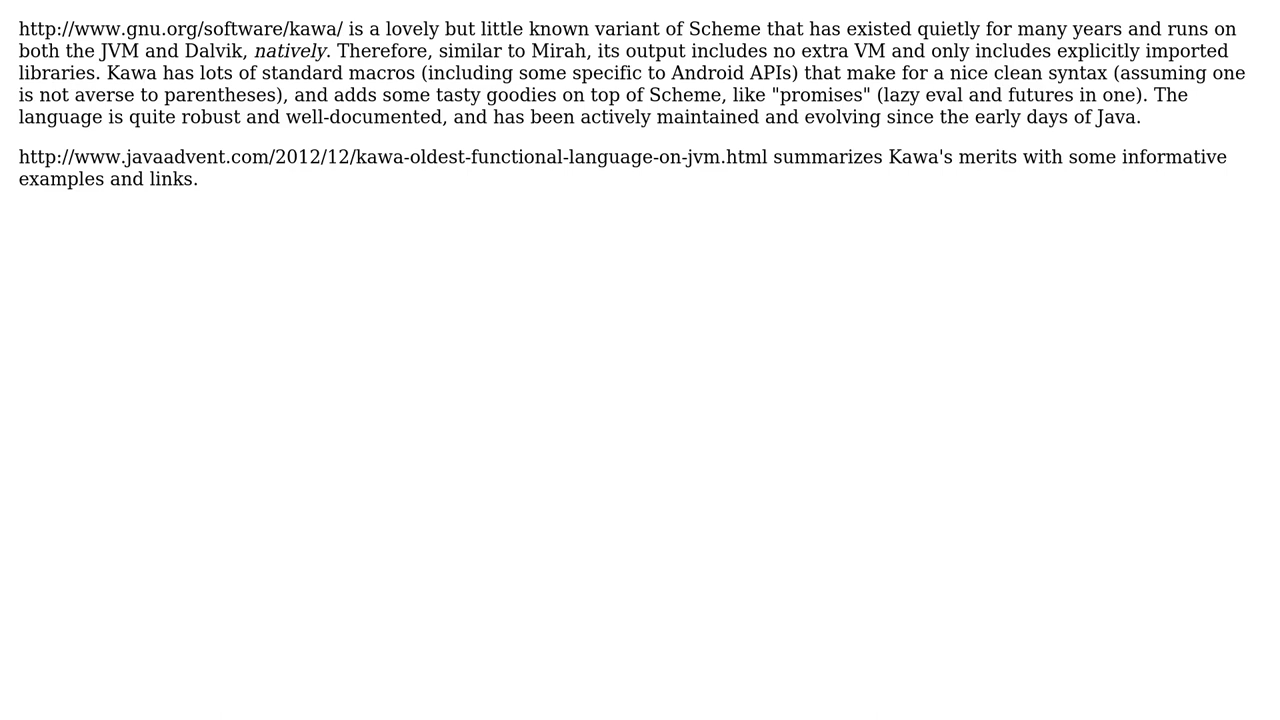 http://www.gnu.org/software/kawa/ is a lovely but little known variant of Scheme that has existed quietly for many years and runs on
both the JVM and Dalvik, natively. Therefore, similar to Mirah, its output includes no extra VM and only includes explicitly imported
libraries. Kawa has lots of standard macros (including some specific to Android APIs) that make for a nice clean syntax (assuming one
is not averse to parentheses), and adds some tasty goodies on top of Scheme, like "promises" (lazy eval and futures in one). The
language is quite robust and well-documented, and has been actively maintained and evolving since the early days of Java.
http://www.javaadvent.com/2012/12/kawa-oldest-functional-language-on-jvm.html summarizes Kawa's merits with some informative
examples and links.